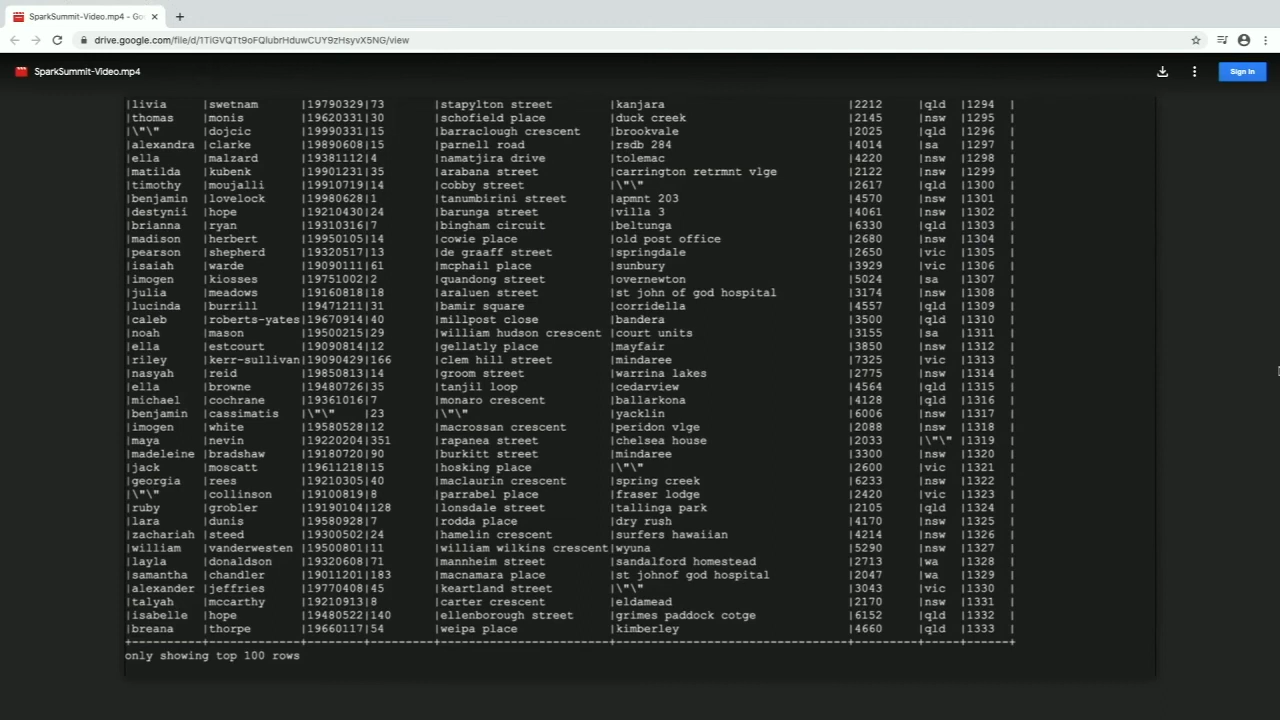 SparkSummit-Video.mp4 - Go
drive.google.com/file/d/1TiGVQTt9oFQlubrHduwCUY9zHsyvX5NG/view
SparkSummit-Video.mp4
Sign in
|livia |swetnam |19790329|73 |stapylton street |kanjara |2212 |qld |1294 |
|thomas |monis |19620331|30 |schofield place |duck creek |2145 |nsw |1295 |
|\"\" |dojcic |19990331|15 |barraclough crescent |brookvale |2025 |qld |1296 |
|alexandra |clarke |19890608|15 |parnell road |rsdb 284 |4014 |sa |1297 |
|ella |malzard |19381112|4 |namatjira drive |tolemac |4220 |nsw |1298 |
|matilda |kubenk |19901231|35 |arabana street |carrington retrmnt vlge |2122 |nsw |1299 |
|timothy |moujalli |19910719|14 |cobby street |\"\" |2617 |qld |1300 |
|benjamin |lovelock |19980628|1 |tanumbirini street |apmnt 203 |4570 |nsw |1301 |
|destynii |hope |19210430|24 |barunga street |villa 3 |4061 |nsw |1302 |
|brianna |ryan |19310316|7 |bingham circuit |beltunga |6330 |qld |1303 |
|madison |herbert |19950105|14 |cowie place |old post office |2680 |nsw |1304 |
|pearson |shepherd |19320517|13 |de graaff street |springdale |2650 |vic |1305 |
|isaiah |warde |19090111|61 |mcphail place |sunbury |3929 |vic |1306 |
|imogen |kiosses |19751002|2 |quandong street |overnewton |5024 |sa |1307 |
|julia |meadows |19160818|18 |araluen street |st john of god hospital |3174 |nsw |1308 |
|lucinda |burrill |19471211|31 |bamir square |corridella |4557 |qld |1309 |
|caleb |roberts-yates|19670914|40 |millpost close |bandera |3500 |qld |1310 |
|noah |mason |19500215|29 |william hudson crescent |court units |3155 |sa |1311 |
|ella |estcourt |19090814|12 |gellatly place |mayfair |3850 |nsw |1312 |
|riley |kerr-sullivan|19090429|166 |clem hill street |mindaree |7325 |vic |1313 |
|nasyah |reid |19850813|14 |groom street |warrina lakes |2775 |nsw |1314 |
|ella |browne |19480726|35 |tanjil loop |cedarview |4564 |qld |1315 |
|michael |cochrane |19361016|7 |monaro crescent |ballarkona |4128 |qld |1316 |
|benjamin |cassimatis |\"\" |23 |\"\" |yacklin |6006 |nsw |1317 |
|imogen |white |19580528|12 |macrossan crescent |peridon vlge |2088 |nsw |1318 |
|maya |nevin |19220204|351 |rapanea street |chelsea house |2033 |\"\" |1319 |
|madeleine |bradshaw |19180720|90 |burkitt street |mindaree |3300 |nsw |1320 |
|jack |moscatt |19611218|15 |hosking place |\"\" |2600 |vic |1321 |
|georgia |rees |19210305|40 |maclaurin crescent |spring creek |6233 |nsw |1322 |
|\"\" |collinson |19100819|8 |parrabel place |fraser lodge |2420 |vic |1323 |
|ruby |grobler |19190104|128 |lonsdale street |tallinga park |2105 |qld |1324 |
|lara |dunis |19580928|7 |rodda place |dry rush |4170 |nsw |1325 |
|zachariah |steed |19300502|24 |hamelin crescent |surfers hawaiian |4214 |nsw |1326 |
|william |vanderwesten |19500801|11 |william wilkins crescent|wyuna |5290 |nsw |1327 |
|layla |donaldson |19320608|71 |mannheim street |sandalford homestead |2713 |wa |1328 |
|samantha |chandler |19011201|183 |macnamara place |st johnof god hospital |2047 |wa |1329 |
|alexander |jeffries |19770408|45 |keartland street |\"\" |3043 |vic |1330 |
|talyah |mccarthy |19210913|8 |carter crescent |eldamead |2170 |nsw |1331 |
|isabelle |hope |19480522|140 |ellenborough street |grimes paddock cotge |6152 |qld |1332 |
|breana |thorpe |19660117|54 |weipa place |kimberley |4660 |qld |1333 |
only showing top 100 rows